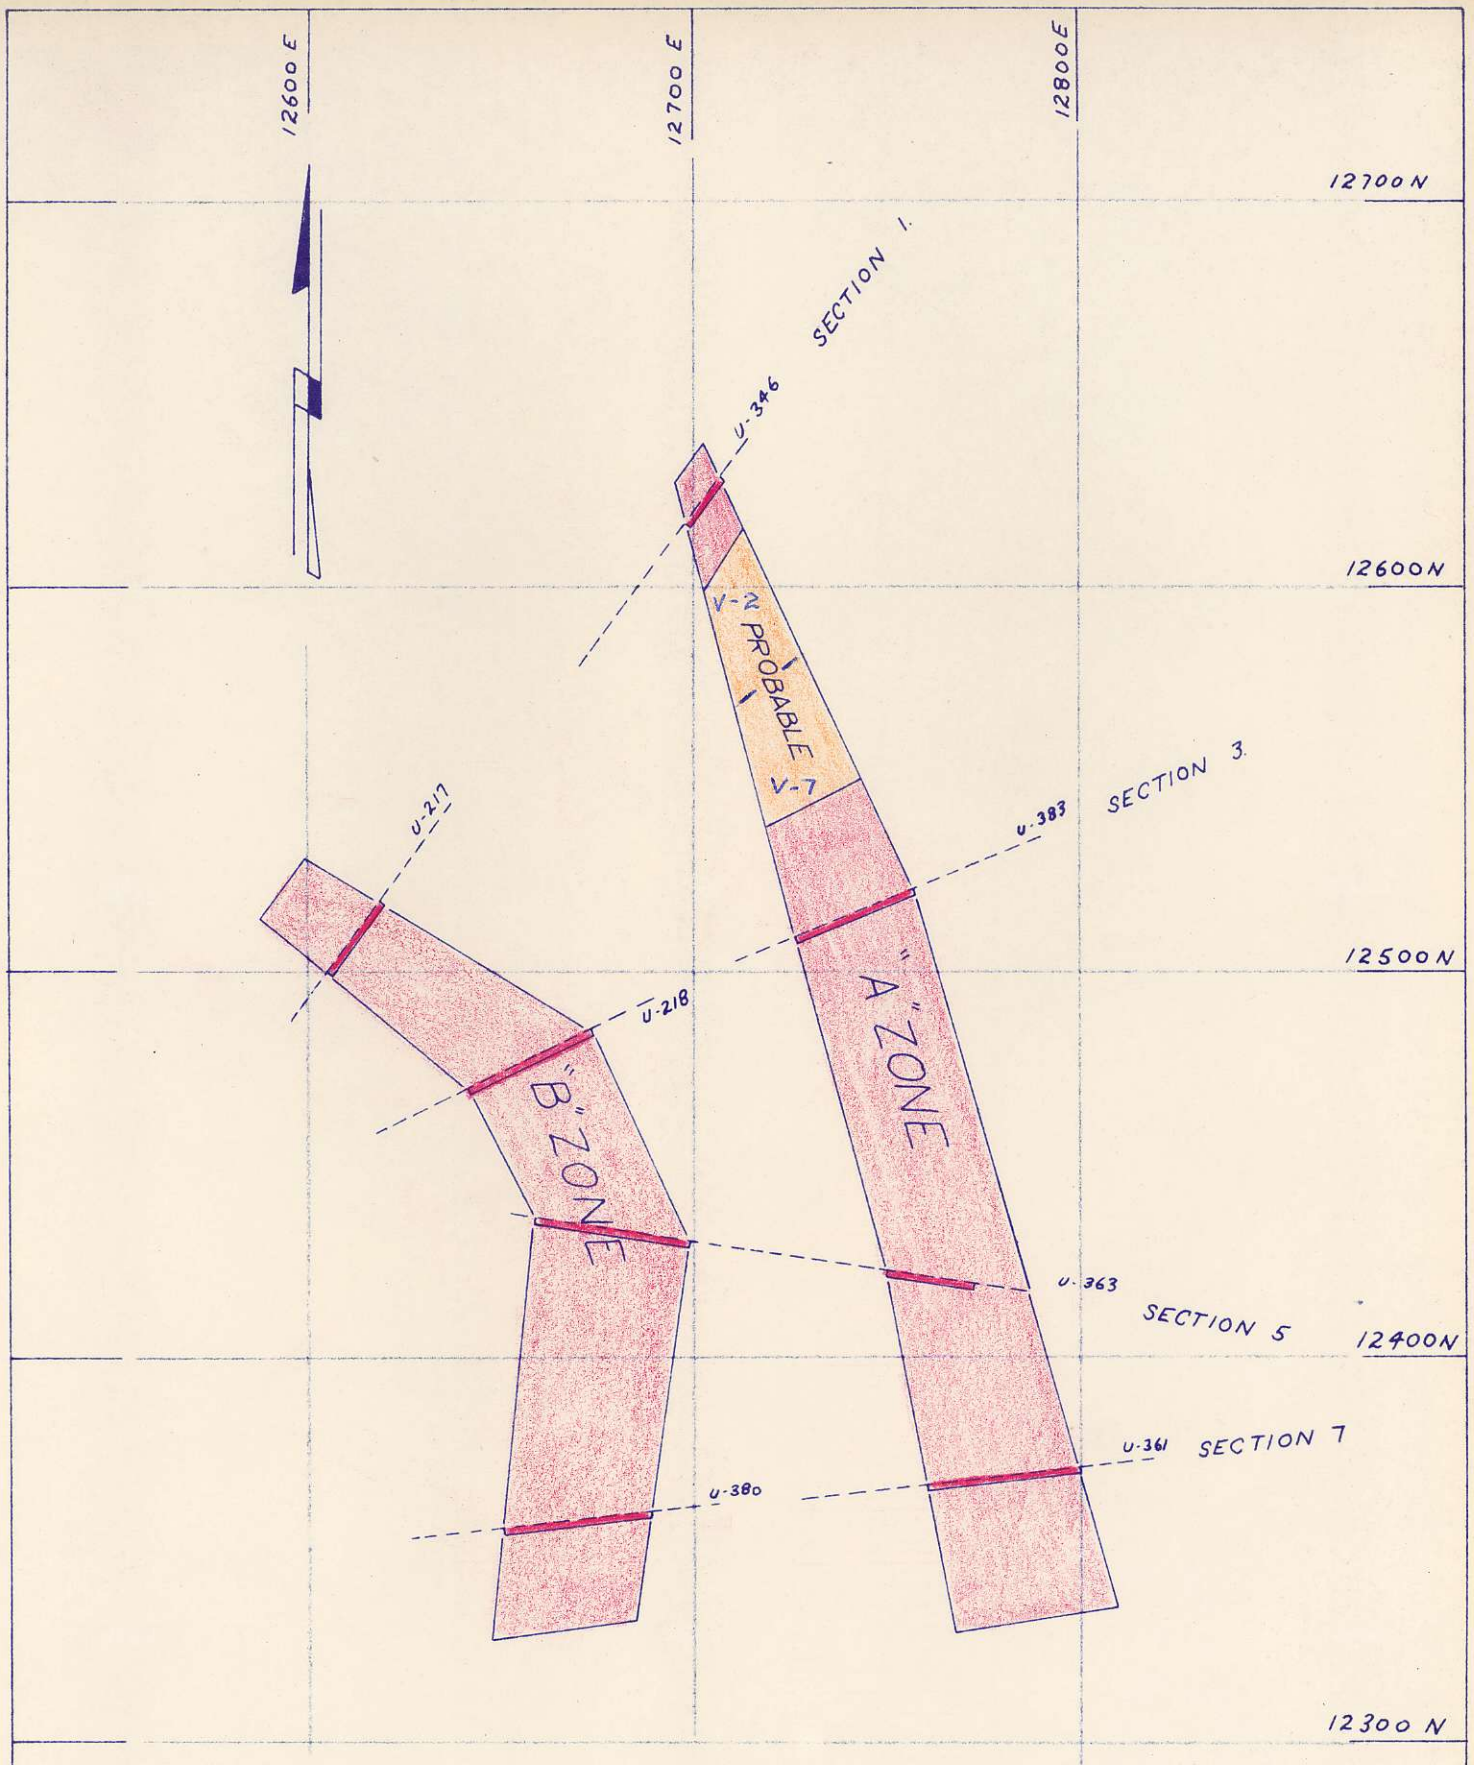 12600 E
12700 E
12800 E
12700 N
SECTION 1.
U-346
12600 N
V-2
PROBABLE
V-7
SECTION 3.
U-383
U-217
12500 N
"A" ZONE
U-218
"B" ZONE
U-363
SECTION 5
12400 N
U-361
SECTION 7
U-380
12300 N